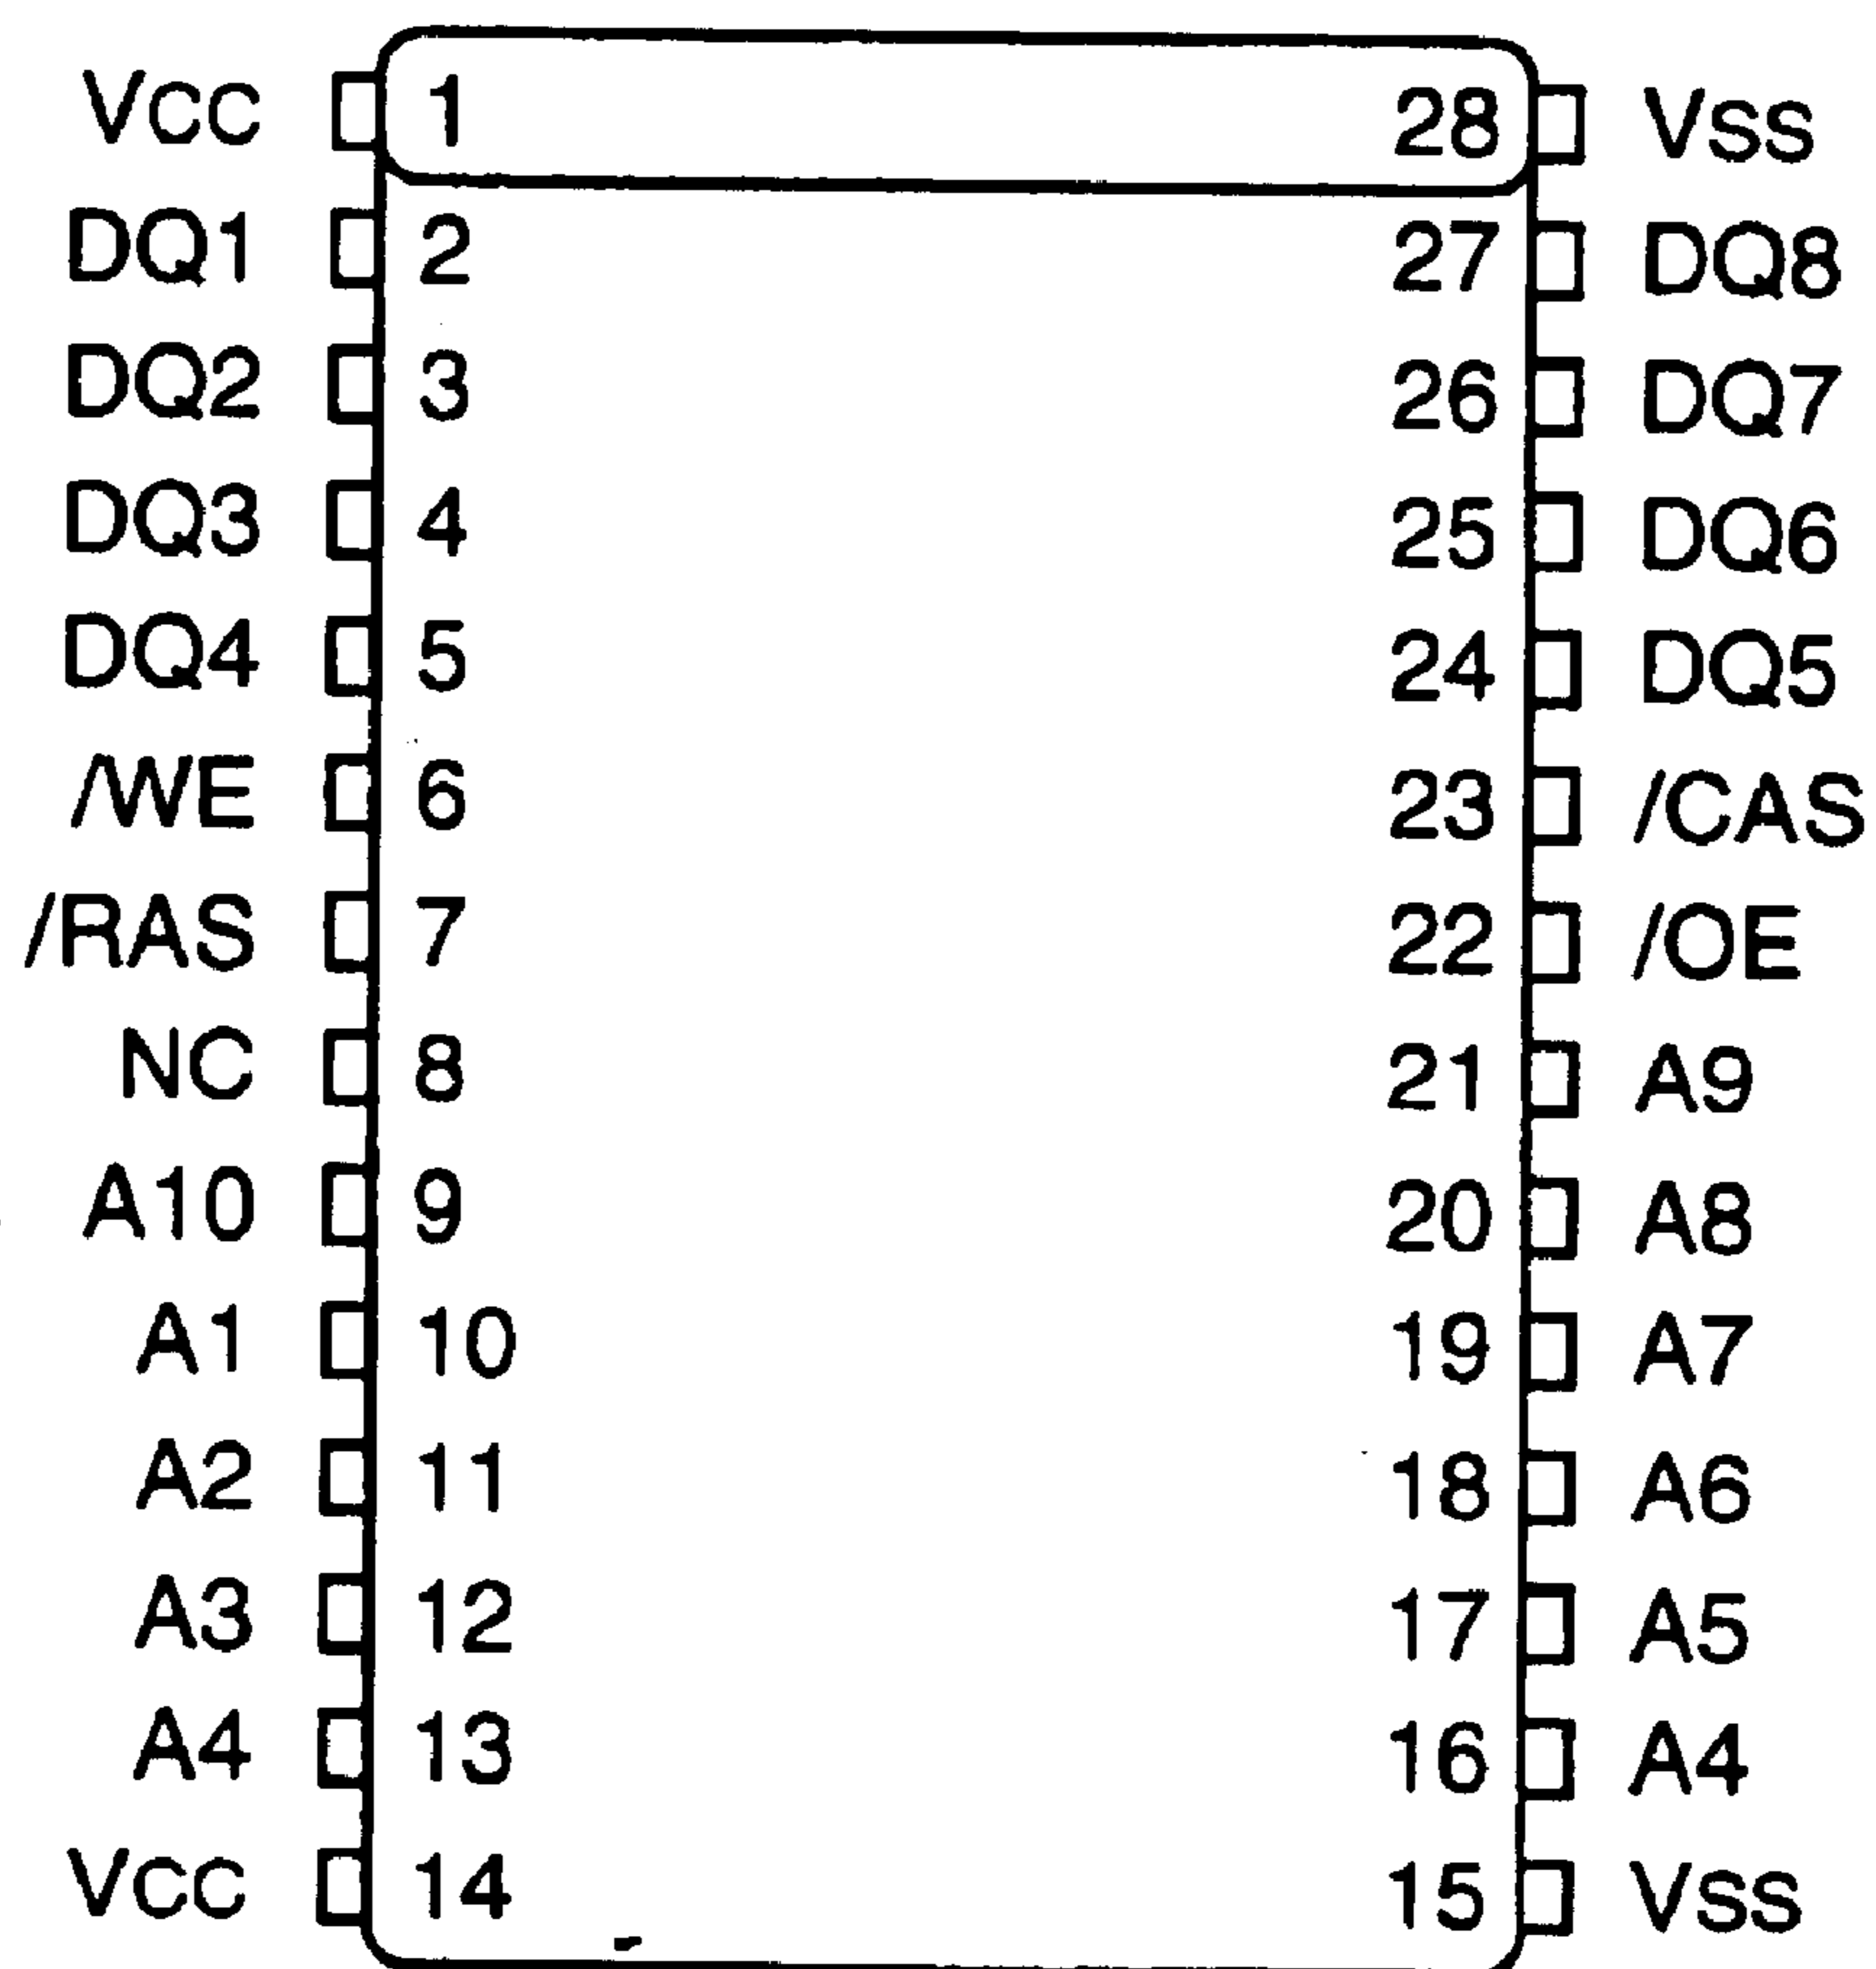 Vcc 1 28 Vss
DQ1 2 27 DQ8
DQ2 3 26 DQ7
DQ3 4 25 DQ6
DQ4 5 24 DQ5
/WE 6 23 /CAS
/RAS 7 22 /OE
NC 8 21 A9
A10 9 20 A8
A1 10 19 A7
A2 11 18 A6
A3 12 17 A5
A4 13 16 A4
Vcc 14 15 Vss